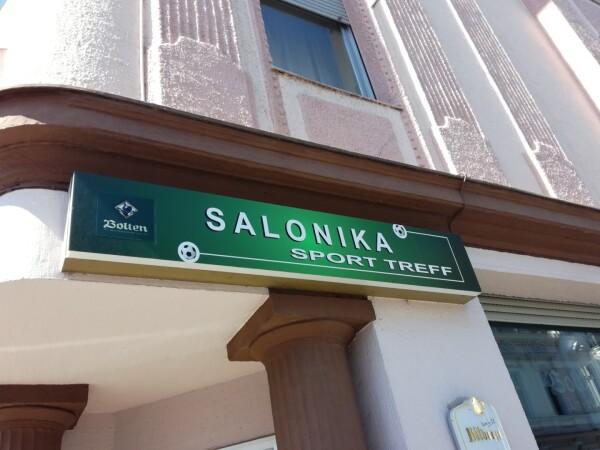 Bolten
SALONIKA
SPORT TREFF